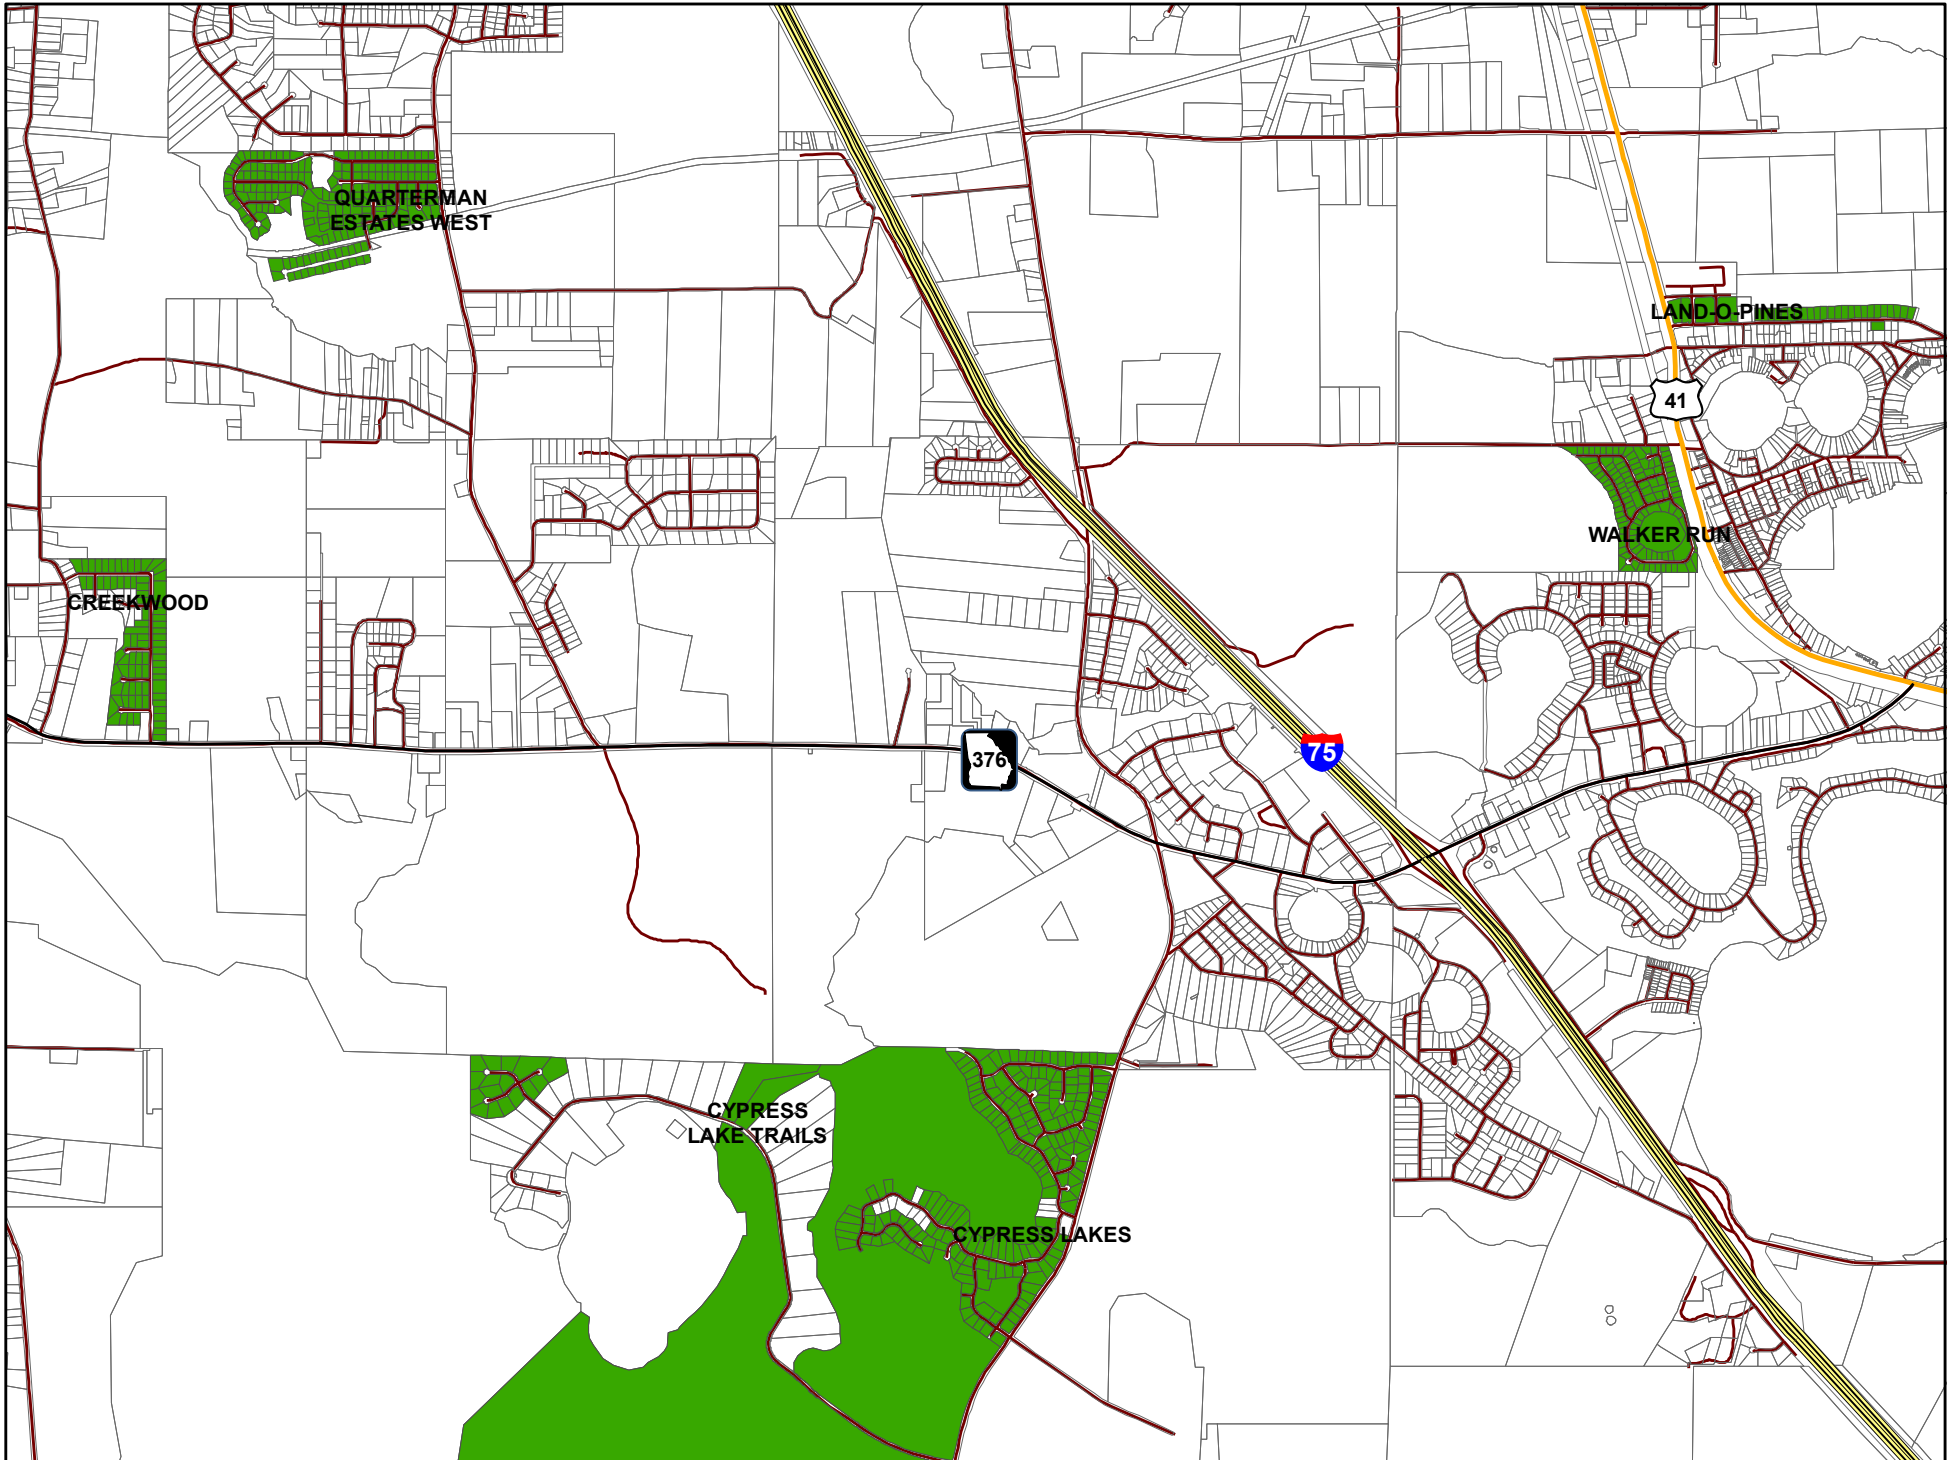 QUARTERMAN
ESTATES WEST
LAND-O-PINES
41
WALKER RUN
CREEKWOOD
376
75
CYPRESS
LAKE TRAILS
CYPRESS LAKES